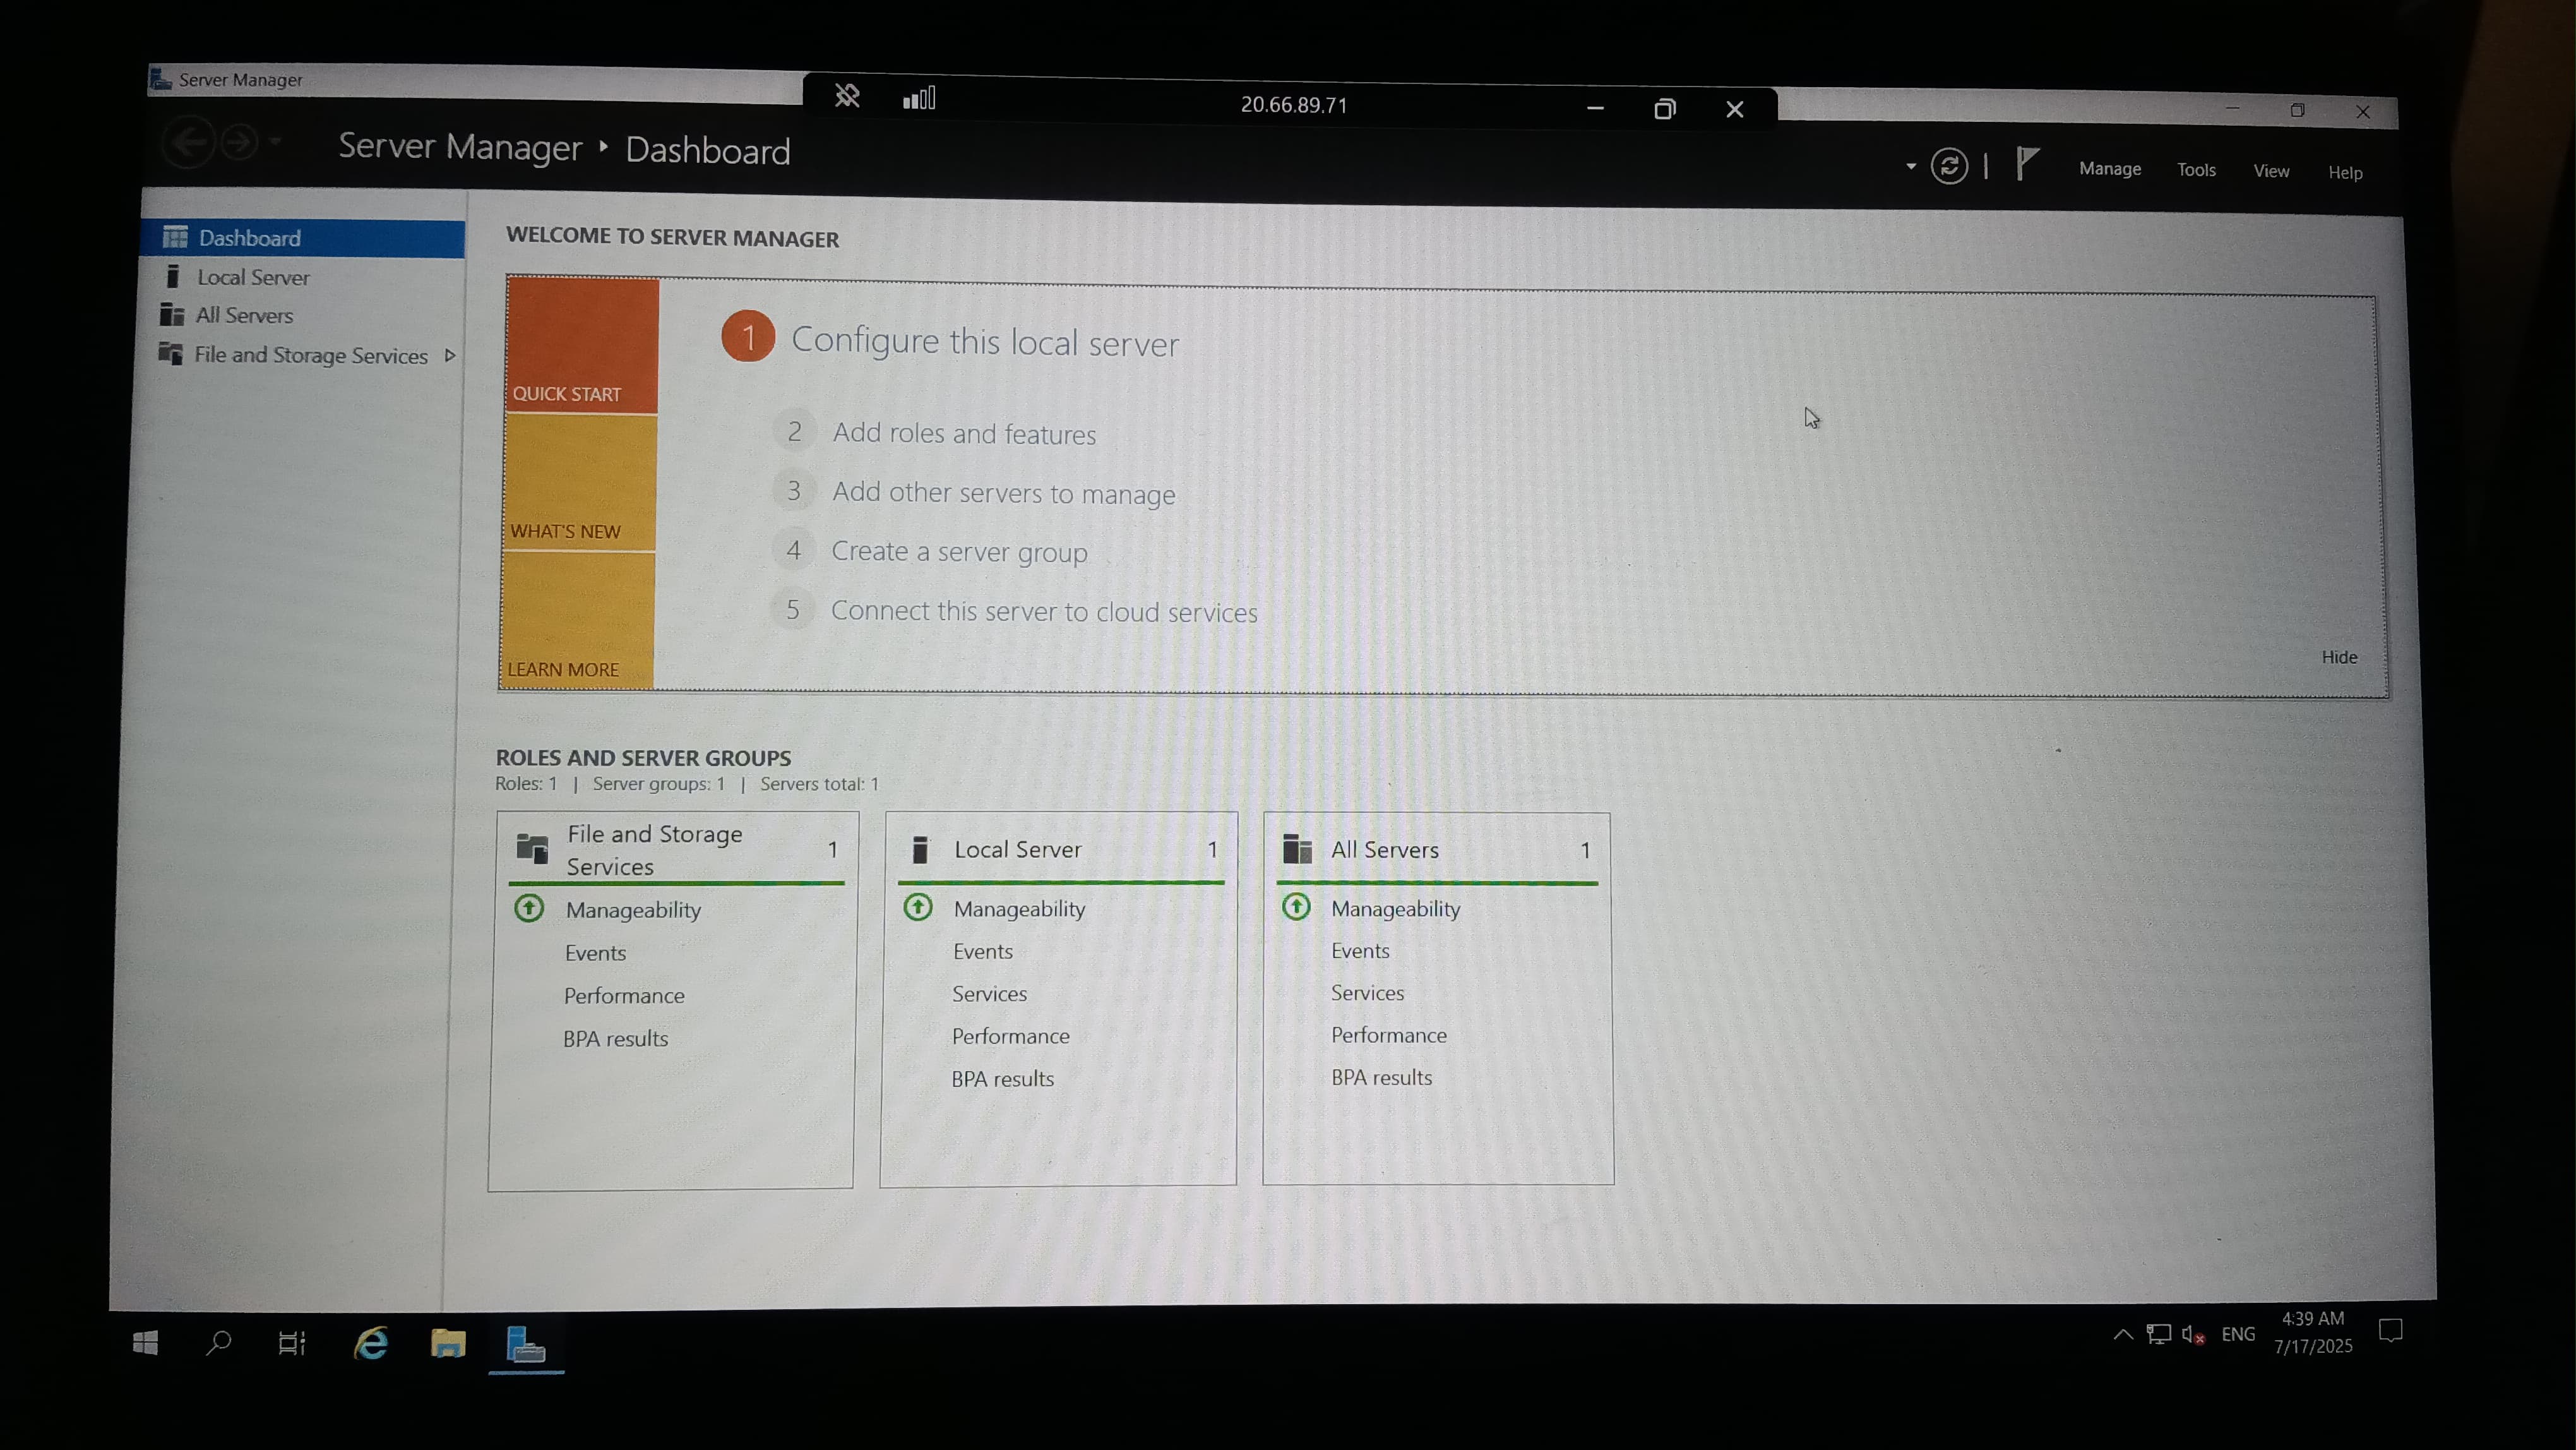 Server Manager
20.66.89.71
Server Manager ‣ Dashboard
Manage
Tools
View
Help
Dashboard
Local Server
All Servers
File and Storage Services
WELCOME TO SERVER MANAGER
QUICK START
WHAT'S NEW
LEARN MORE
1 Configure this local server
2 Add roles and features
3 Add other servers to manage
4 Create a server group
5 Connect this server to cloud services
Hide
ROLES AND SERVER GROUPS
Roles: 1 | Server groups: 1 | Servers total: 1
File and Storage
Services
1
Manageability
Events
Performance
BPA results
Local Server 1
Manageability
Events
Services
Performance
BPA results
All Servers 1
Manageability
Events
Services
Performance
BPA results
ENG
4:39 AM
7/17/2025